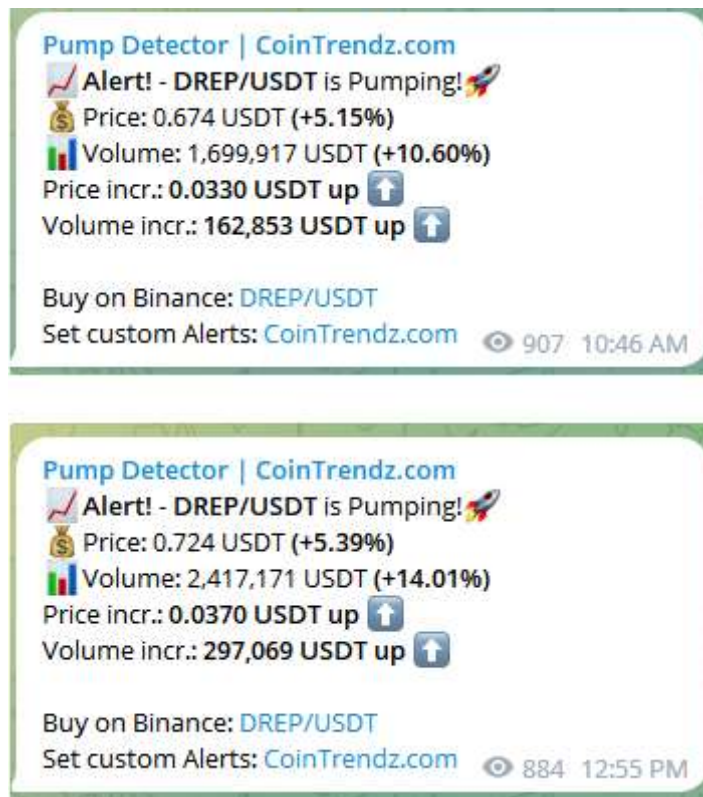 Pump Detector | CoinTrendz.com
📈 Alert! - DREP/USDT is Pumping!🚀
💰 Price: 0.674 USDT (+5.15%)
📊 Volume: 1,699,917 USDT (+10.60%)
Price incr.: 0.0330 USDT up ⬆
Volume incr.: 162,853 USDT up ⬆
Buy on Binance: DREP/USDT
Set custom Alerts: CoinTrendz.com 907 10:46 AM
Pump Detector | CoinTrendz.com
📈 Alert! - DREP/USDT is Pumping!🚀
💰 Price: 0.724 USDT (+5.39%)
📊 Volume: 2,417,171 USDT (+14.01%)
Price incr.: 0.0370 USDT up ⬆
Volume incr.: 297,069 USDT up ⬆
Buy on Binance: DREP/USDT
Set custom Alerts: CoinTrendz.com 884 12:55 PM